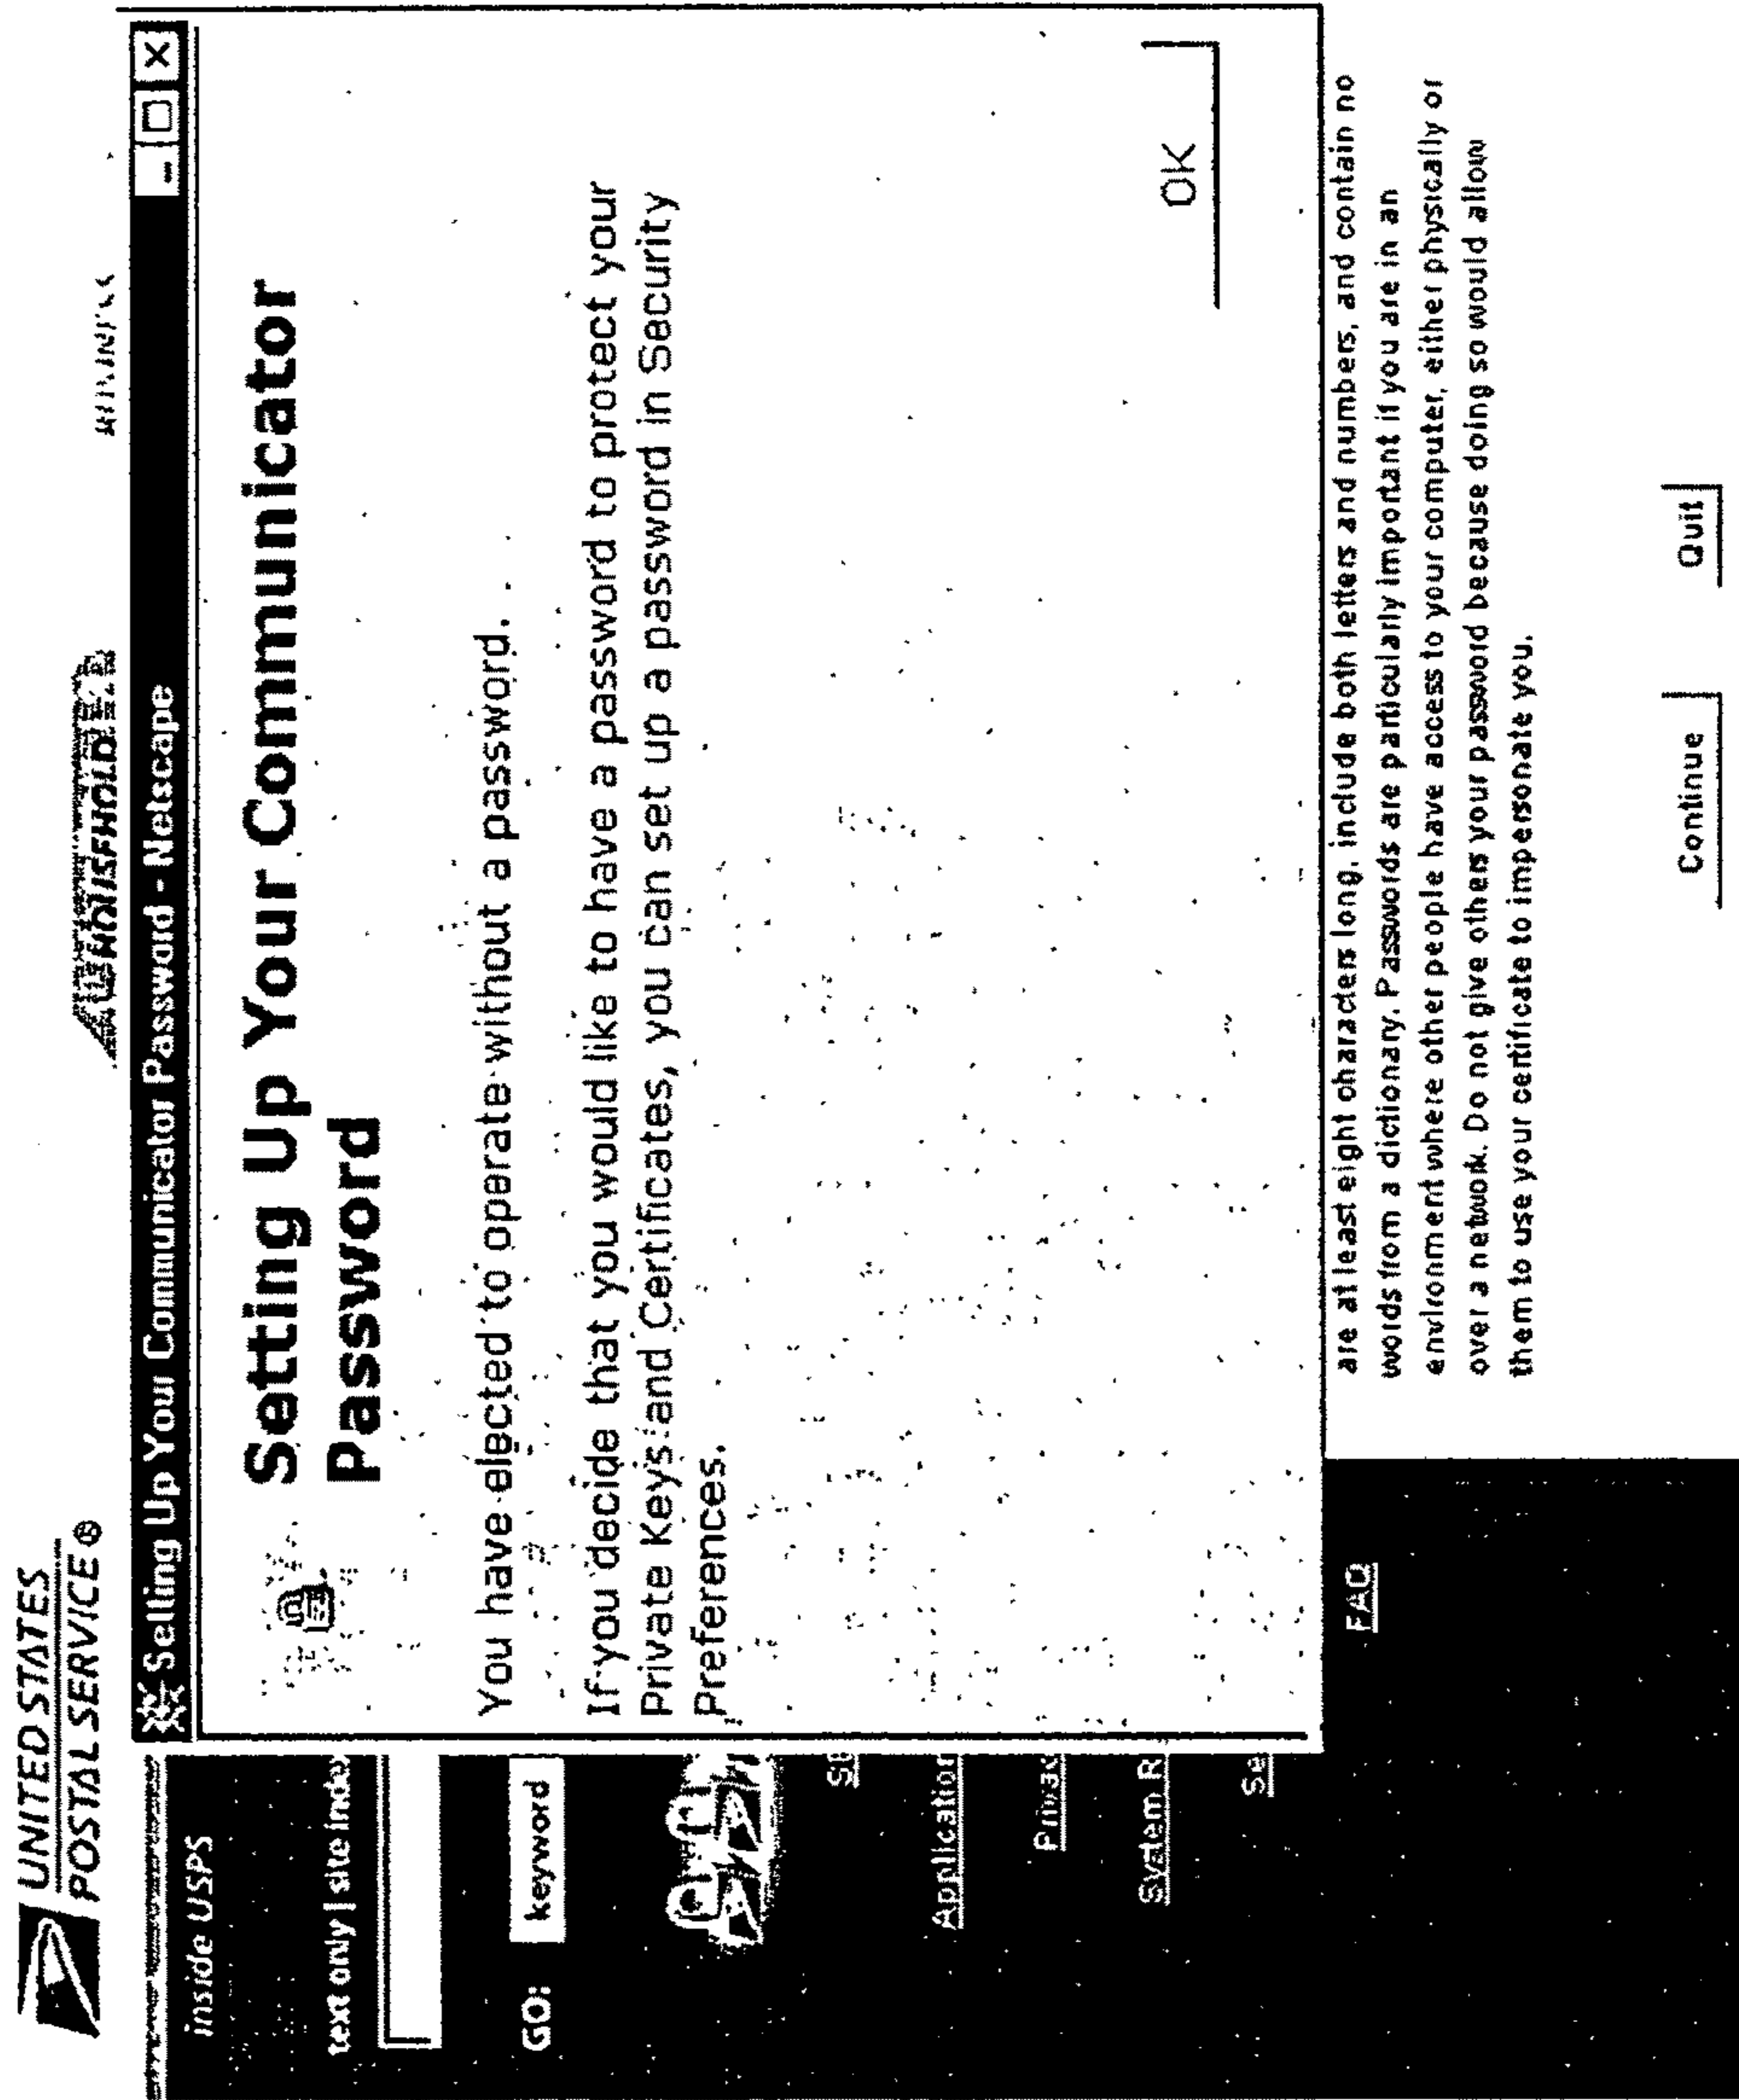 UNITED STATES
POSTAL SERVICE®
HOUSEHOLD
Setting Up Your Communicator Password - Netscape
inside USPS
text only | site index
GO: keyword
Application
System R
Se
FAQ
Setting Up Your Communicator
Password
You have elected to operate without a password.
If you decide that you would like to have a password to protect your
Private Keys and Certificates, you can set up a password in Security
Preferences.
OK
are at least eight characters long, include both letters and numbers, and contain no
words from a dictionary. Passwords are particularly important if you are in an
environment where other people have access to your computer, either physically or
over a network. Do not give others your password because doing so would allow
them to use your certificate to impersonate you.
Continue
Quit